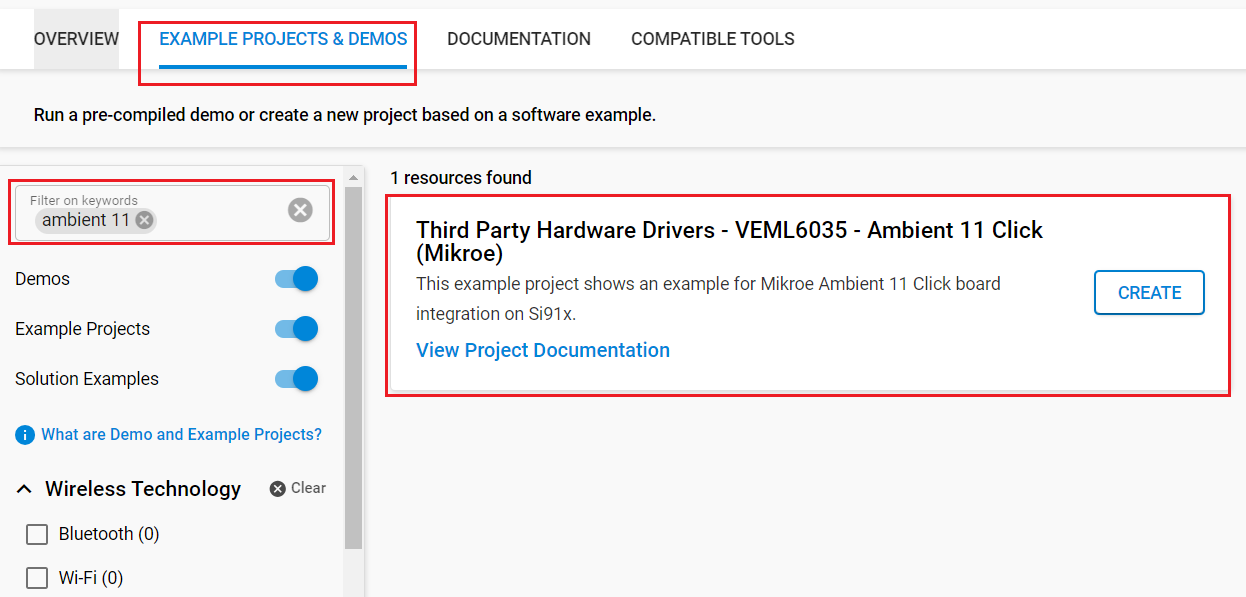 OVERVIEW
EXAMPLE PROJECTS & DEMOS
DOCUMENTATION
COMPATIBLE TOOLS
Run a pre-compiled demo or create a new project based on a software example.
Filter on keywords
ambient 11
Demos
Example Projects
Solution Examples
What are Demo and Example Projects?
Wireless Technology
Clear
Bluetooth (0)
Wi-Fi (0)
1 resources found
Third Party Hardware Drivers - VEML6035 - Ambient 11 Click
(Mikroe)
This example project shows an example for Mikroe Ambient 11 Click board
integration on Si91x.
View Project Documentation
CREATE